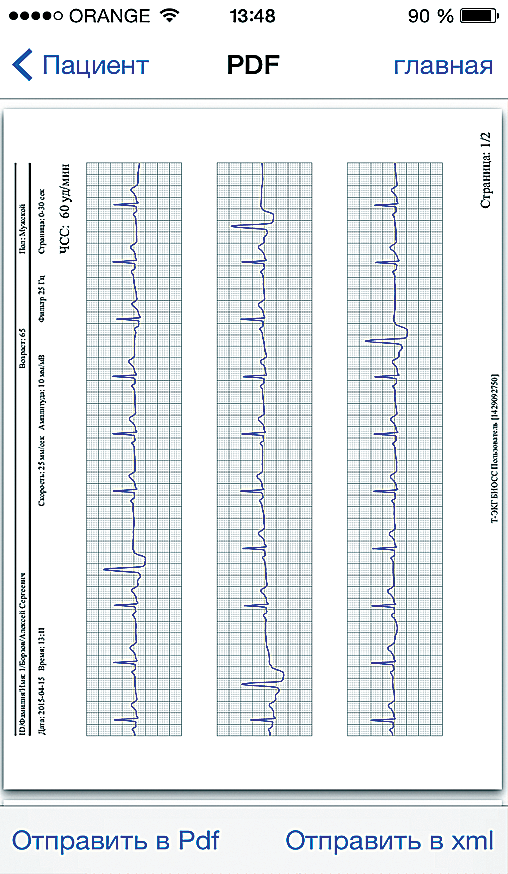 ORANGE 13:48 90 %
Пациент PDF главная
ID/Фамилия/Имя: 1/Борзов/Алексей Сергеевич Возраст: 65 Пол: Мужской
Дата: 2015-04-15 Время: 13:11 Скорость: 25 мм/сек Амплитуда: 10 мм/мВ Фильтр 25 Гц Страница: 0-30 сек
ЧСС: 60 уд/мин
Т-ЭКГ БИОСС Пользователь [1429092750]
Страница: 1/2
Отправить в Pdf Отправить в xml